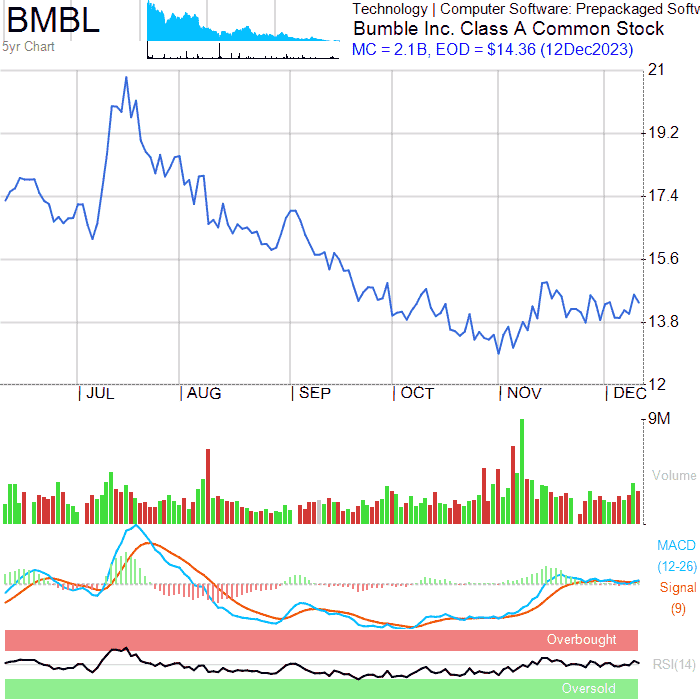 BMBL
5yr Chart
Technology | Computer Software: Prepackaged Softw
Bumble Inc. Class A Common Stock
MC = 2.1B, EOD = $14.36 (12Dec2023)
21
19.2
17.4
15.6
13.8
12
| JUL | AUG | SEP | OCT | NOV | DEC
9M
Volume
MACD
(12-26)
Signal
(9)
Overbought
RSI(14)
Oversold